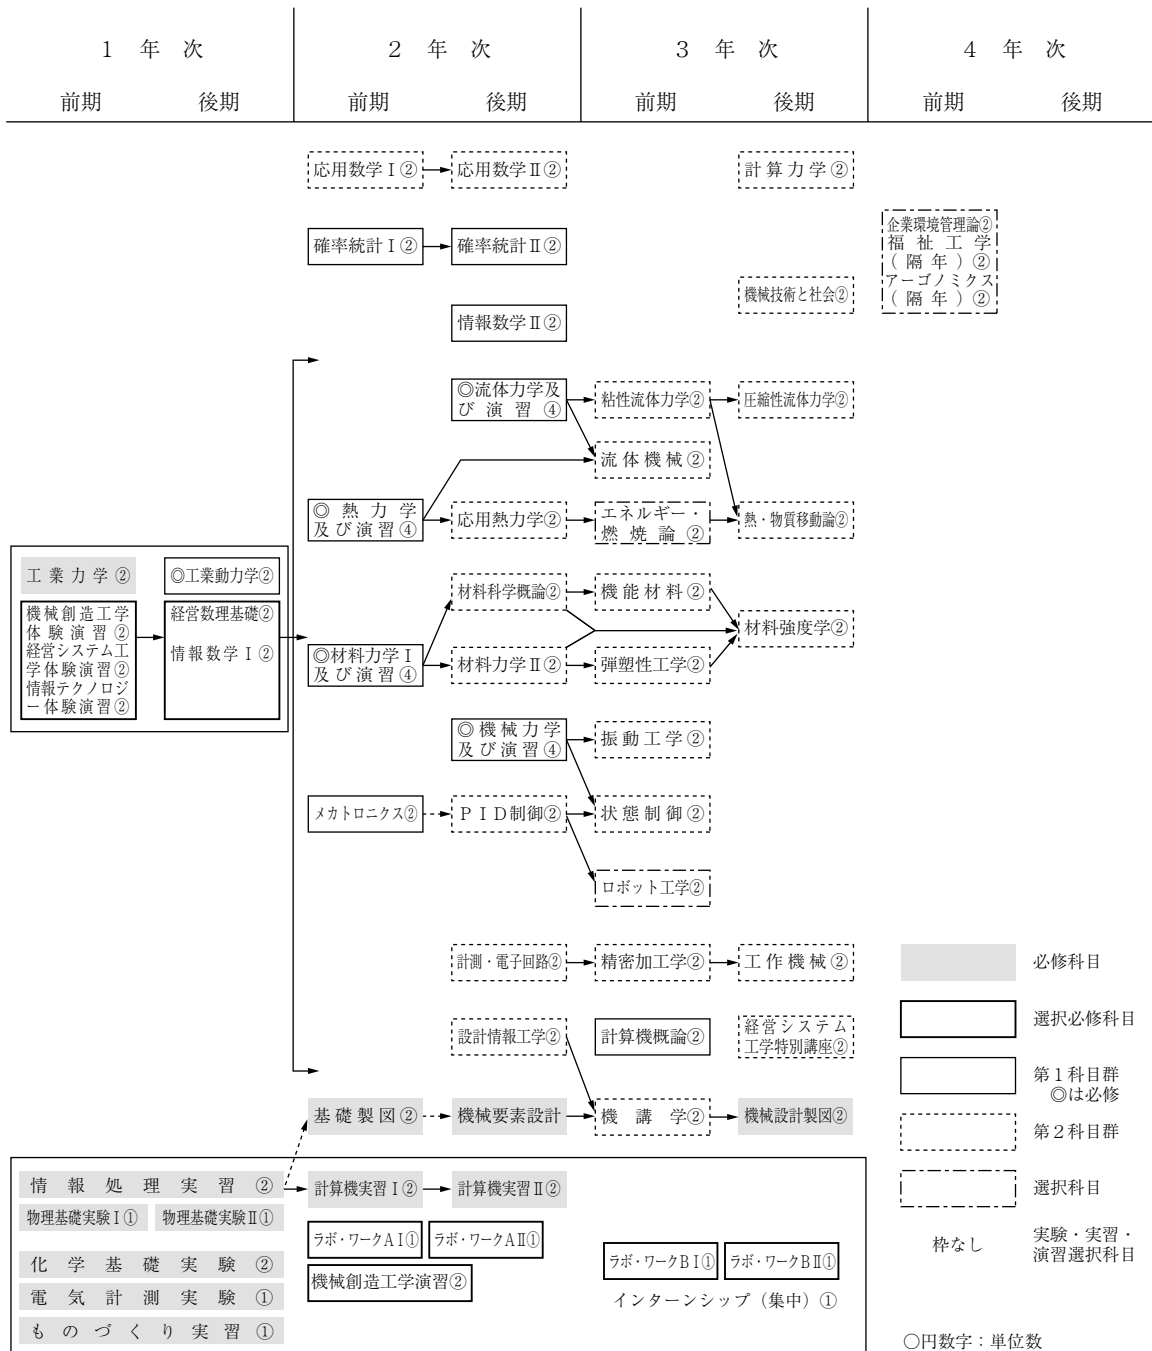 1 年 次
2 年 次
3 年 次
4 年 次
前期 後期
前期 後期
前期 後期
前期 後期
応用数学Ⅰ②
応用数学Ⅱ②
計算力学②
確率統計Ⅰ②
確率統計Ⅱ②
企業環境管理論②
福祉工学
(隔年)②
アーゴノミクス
(隔年)②
機械技術と社会②
情報数学Ⅱ②
◎流体力学及
び演習④
粘性流体力学②
圧縮性流体力学②
流体機械②
◎熱力学
及び演習④
応用熱力学②
エネルギー・
燃焼論②
熱・物質移動論②
工業力学②
◎工業動力学②
機械創造工学
体験演習②
経営システム工
学体験演習②
情報テクノロジ
ー体験演習②
経営数理基礎②
情報数学Ⅰ②
材料科学概論②
機能材料②
材料強度学②
◎材料力学Ⅰ
及び演習④
材料力学Ⅱ②
弾塑性工学②
◎機械力学
及び演習④
振動工学②
メカトロニクス②
PID制御②
状態制御②
ロボット工学②
計測・電子回路②
精密加工学②
工作機械②
設計情報工学②
計算機概論②
経営システム
工学特別講座②
基礎製図②
機械要素設計
機講学②
機械設計製図②
情報処理実習②
計算機実習Ⅰ②
計算機実習Ⅱ②
物理基礎実験Ⅰ①
物理基礎実験Ⅱ①
ラボ・ワークAⅠ①
ラボ・ワークAⅡ①
化学基礎実験②
機械創造工学演習②
ラボ・ワークBⅠ①
ラボ・ワークBⅡ①
電気計測実験①
インターンシップ(集中)①
ものづくり実習①
必修科目
選択必修科目
第1科目群
◎は必修
第2科目群
選択科目
枠なし
実験・実習・
演習選択科目
○円数字:単位数